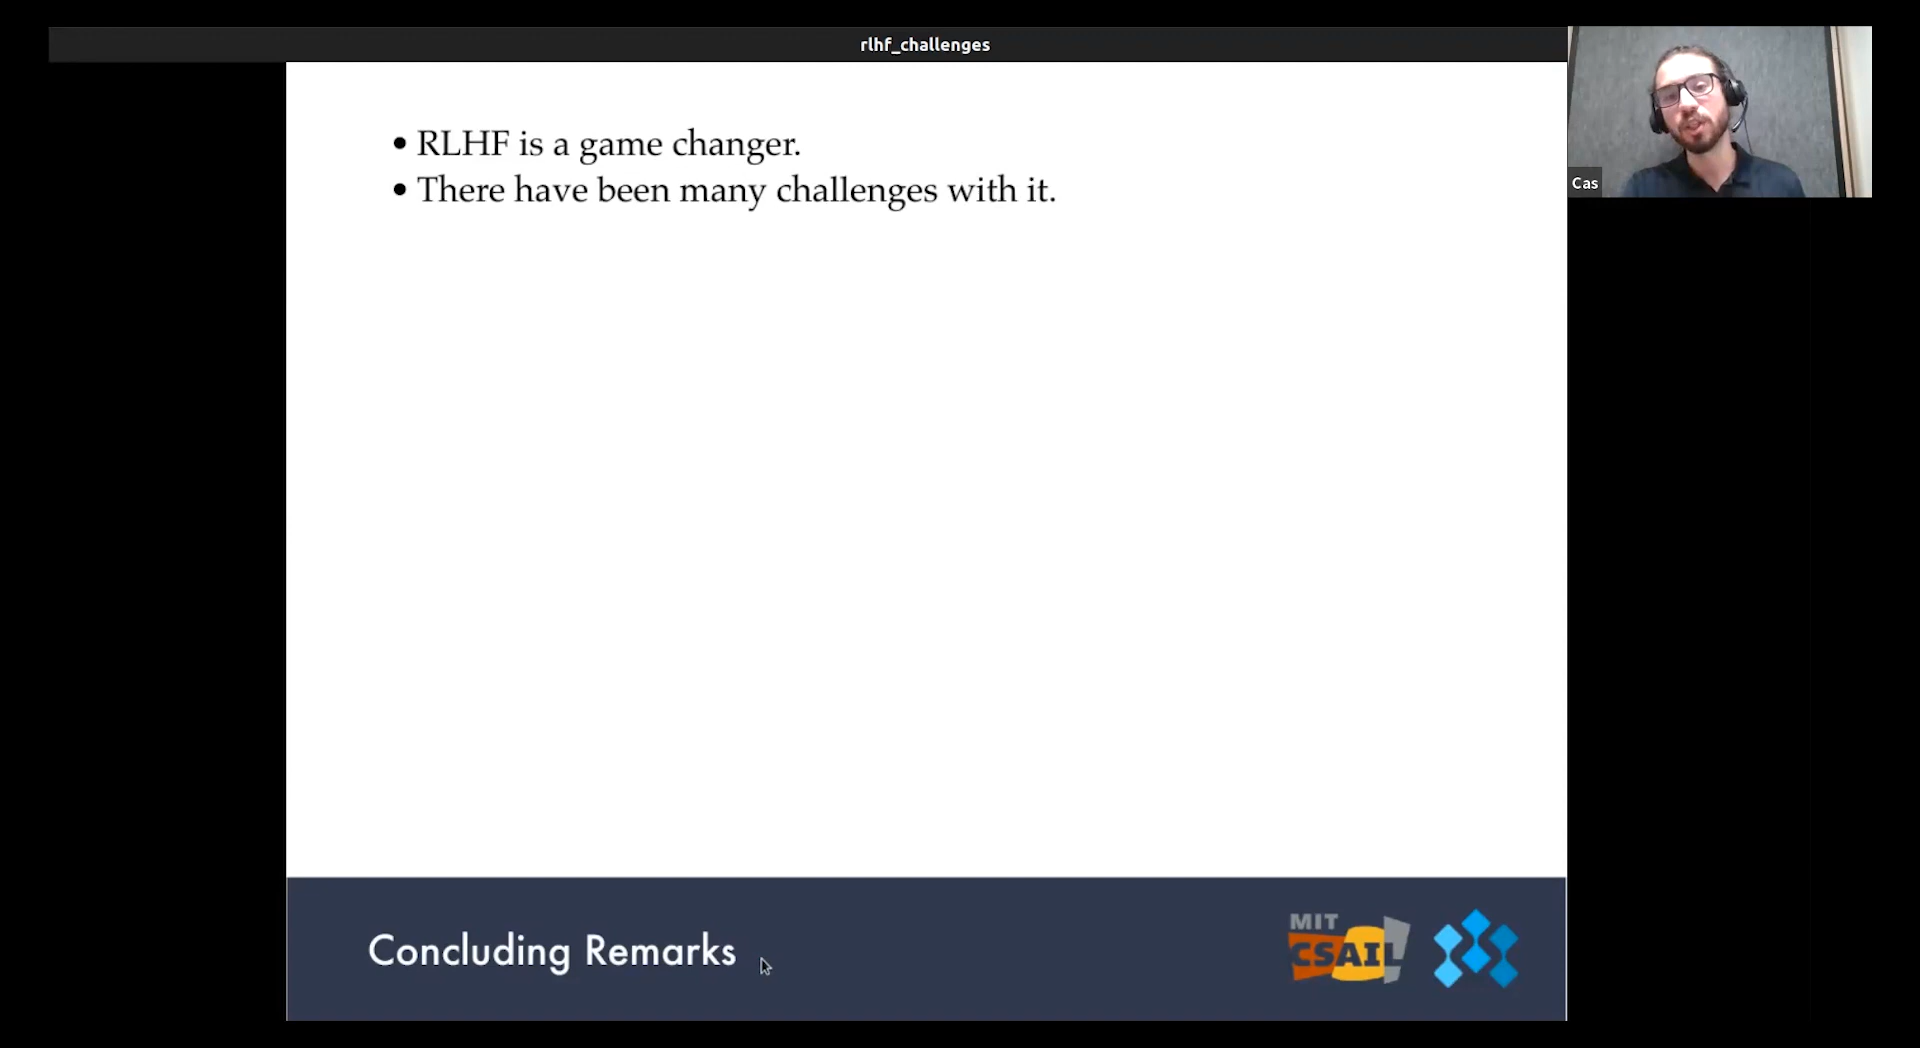 rlhf_challenges
Cas
• RLHF is a game changer.
• There have been many challenges with it.
Concluding Remarks
MIT
CSAIL